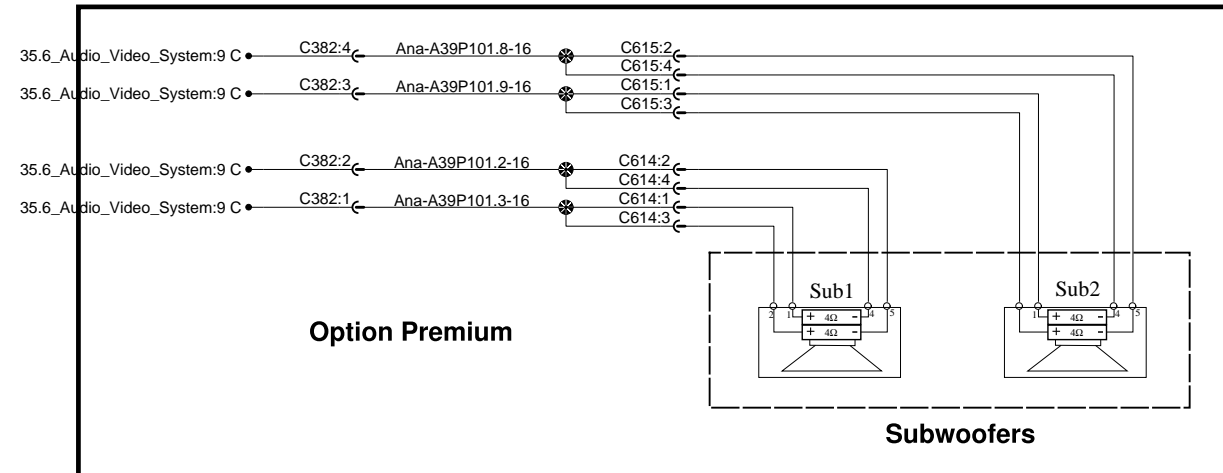 35.6_Audio_Video_System:9 C C382:4 Ana-A39P101.8-16 C615:2
C615:4
35.6_Audio_Video_System:9 C C382:3 Ana-A39P101.9-16 C615:1
C615:3
35.6_Audio_Video_System:9 C C382:2 Ana-A39P101.2-16 C614:2
C614:4
35.6_Audio_Video_System:9 C C382:1 Ana-A39P101.3-16 C614:1
C614:3
Sub1 Sub2
2 1 4 5 1 4 5
+ 4Ω - + 4Ω -
+ 4Ω - + 4Ω -
Option Premium
Subwoofers